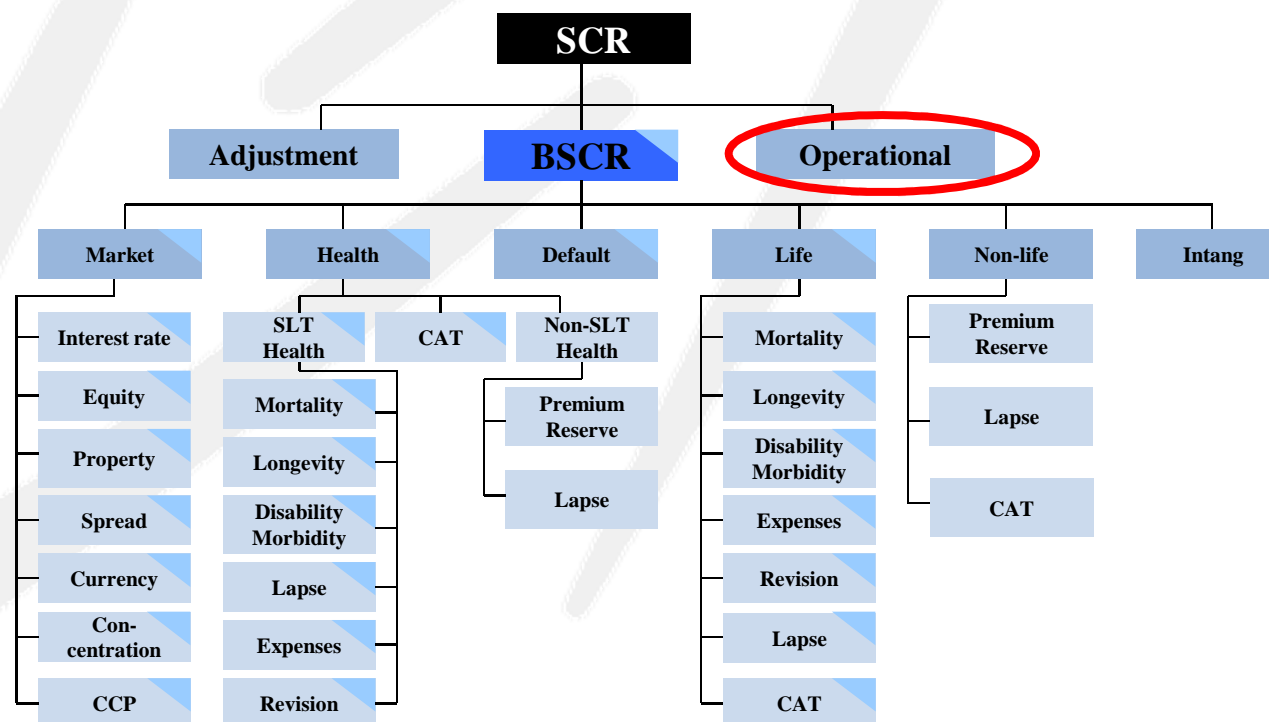 SCR
Adjustment
BSCR
Operational
Market
Health
Default
Life
Non-life
Intang
Interest rate
Equity
Property
Spread
Currency
Con-
centration
CCP
SLT
Health
CAT
Non-SLT
Health
Mortality
Longevity
Disability
Morbidity
Lapse
Expenses
Revision
Premium
Reserve
Lapse
Mortality
Longevity
Disability
Morbidity
Expenses
Revision
Lapse
CAT
Premium
Reserve
Lapse
CAT